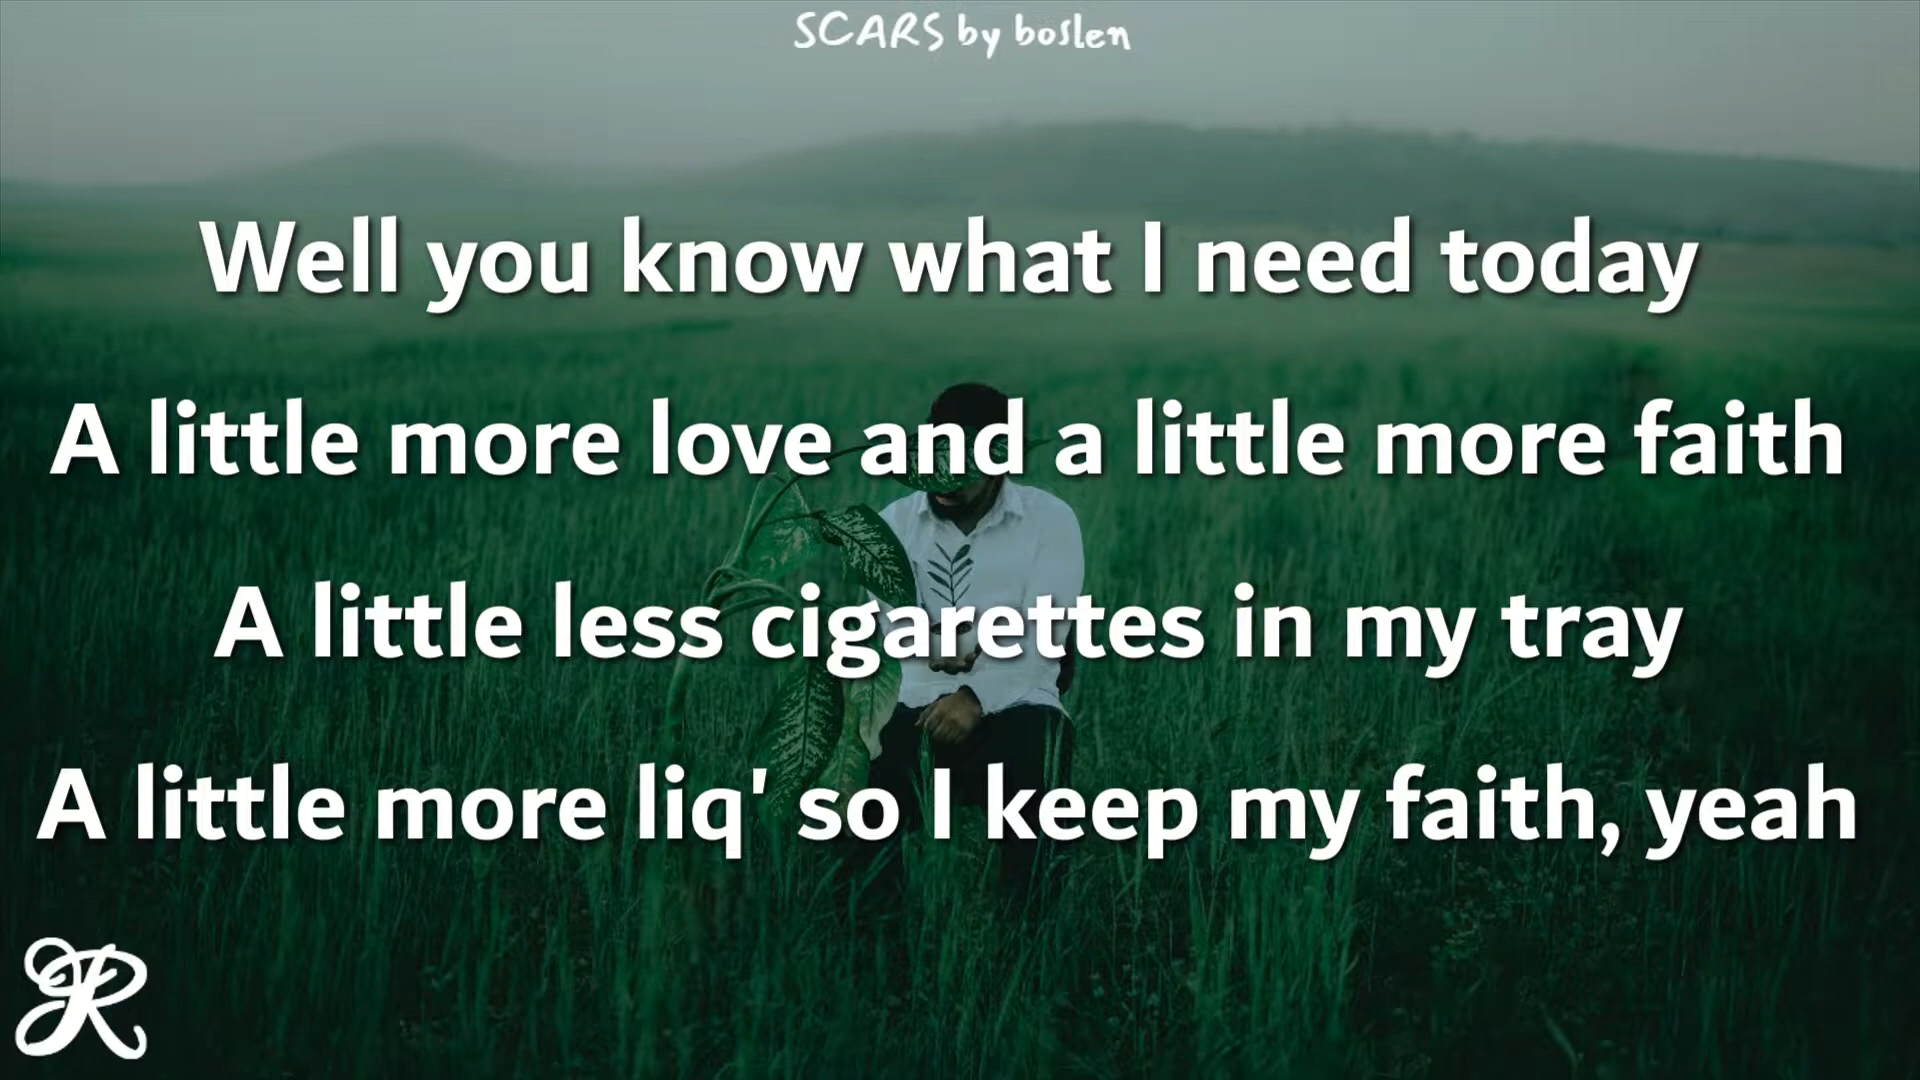 SCARS by boslen
Well you know what I need today
A little more love and a little more faith
A little less cigarettes in my tray
A little more liq' so I keep my faith, yeah
R